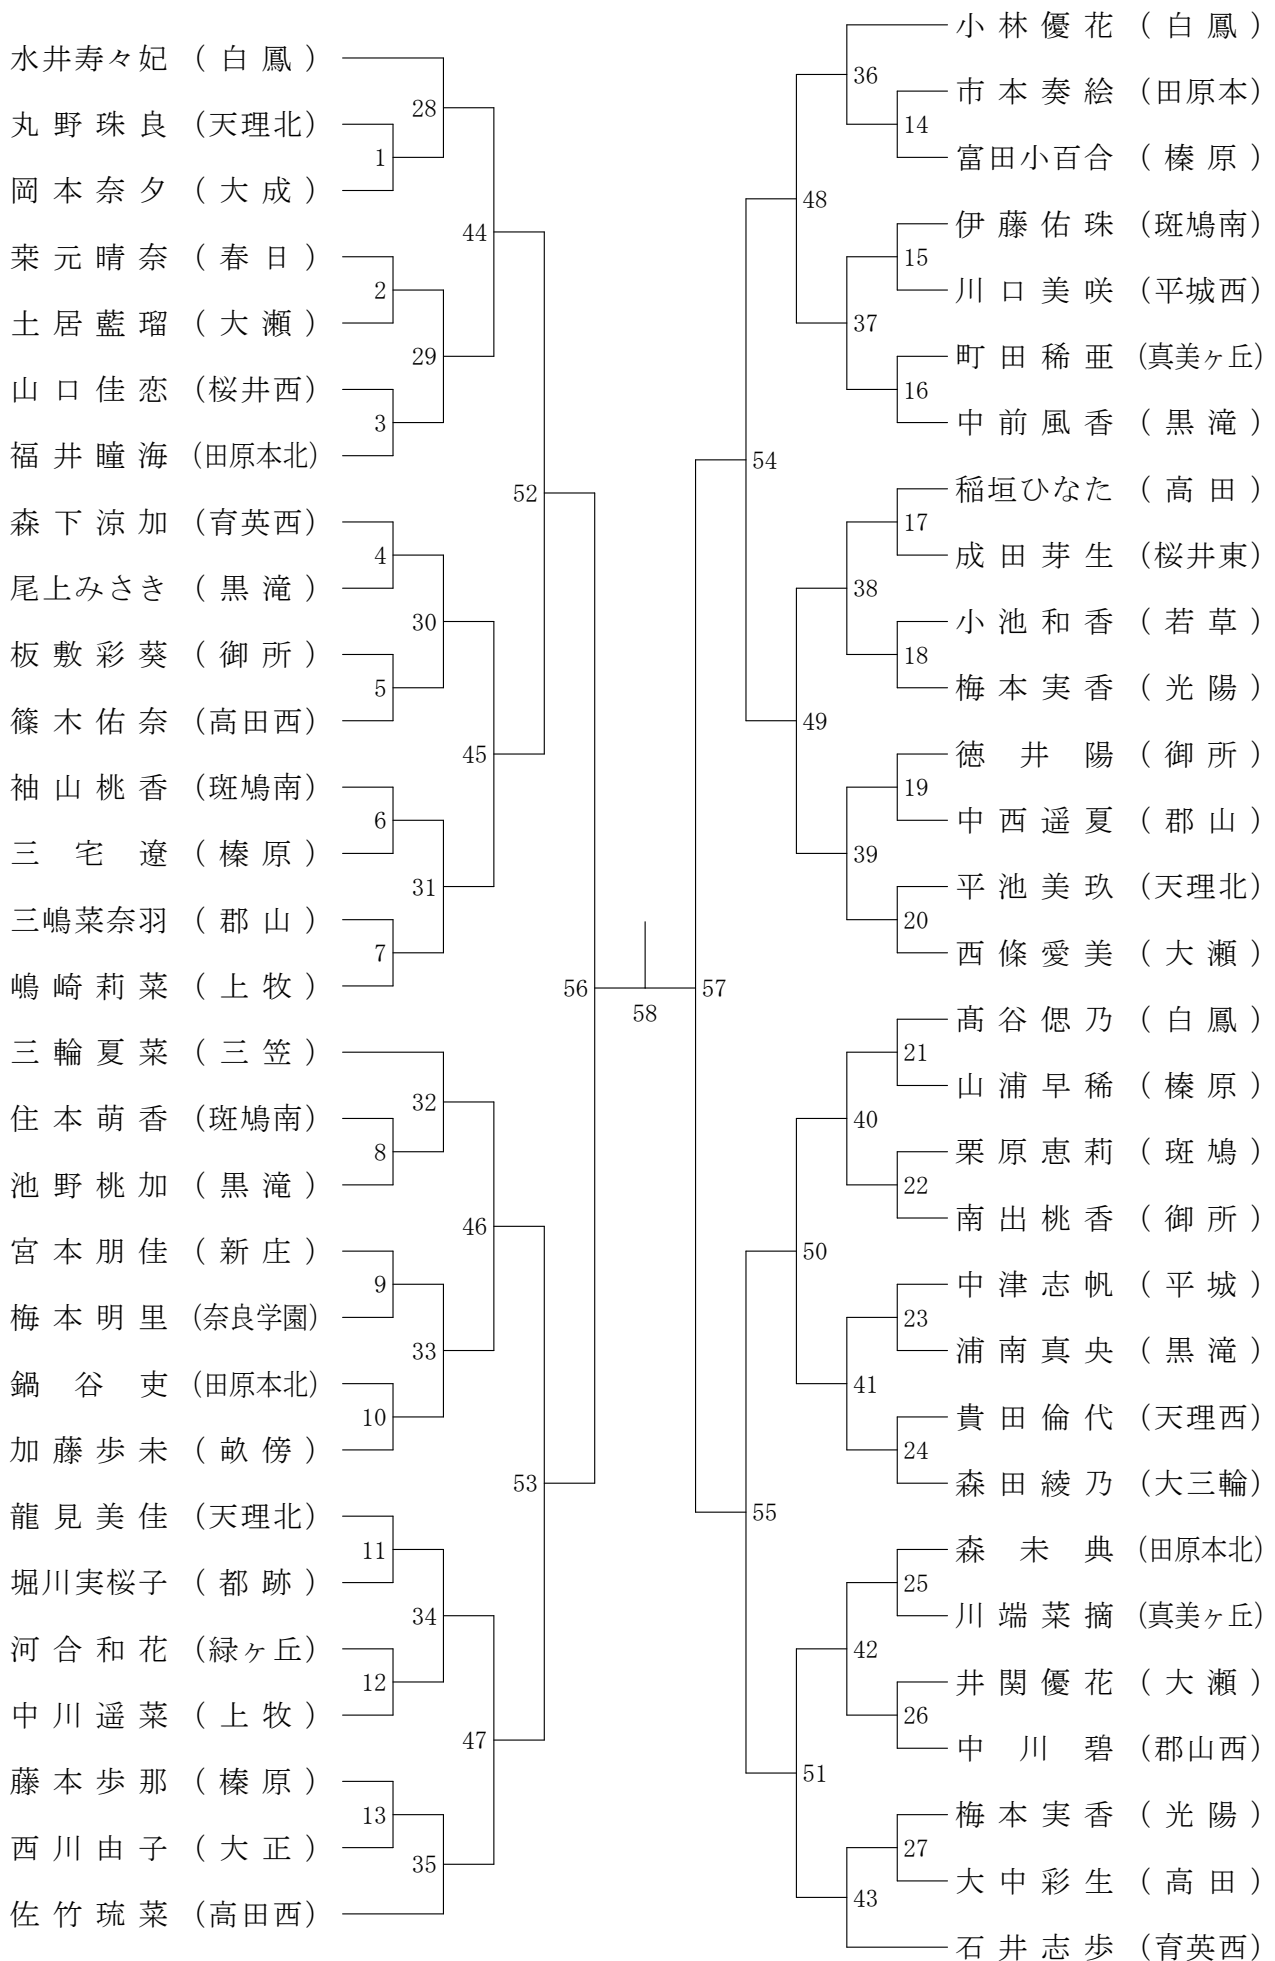 水井寿々妃 (白鳳)
28
丸野珠良 (天理北)
1
岡本奈夕 (大成)
44
栞元晴奈 (春日)
2
土居藍瑠 (大瀬)
29
山口佳恋 (桜井西)
3
福井瞳海 (田原本北)
52
森下涼加 (育英西)
4
尾上みさき (黒滝)
30
板敷彩葵 (御所)
5
篠木佑奈 (高田西)
45
袖山桃香 (斑鳩南)
6
三宅遼 (榛原)
31
三嶋菜奈羽 (郡山)
7
嶋崎莉菜 (上牧)
56
三輪夏菜 (三笠)
32
住本萌香 (斑鳩南)
8
池野桃加 (黒滝)
46
宮本朋佳 (新庄)
9
梅本明里 (奈良学園)
33
鍋谷吏 (田原本北)
10
加藤歩未 (畝傍)
53
龍見美佳 (天理北)
11
堀川実桜子 (都跡)
34
河合和花 (緑ヶ丘)
12
中川遥菜 (上牧)
47
藤本歩那 (榛原)
13
西川由子 (大正)
35
佐竹琉菜 (高田西)
58
小林優花 (白鳳)
36
市本奏絵 (田原本)
14
富田小百合 (榛原)
48
伊藤佑珠 (斑鳩南)
15
川口美咲 (平城西)
37
町田稀亜 (真美ヶ丘)
16
中前風香 (黒滝)
54
稲垣ひなた (高田)
17
成田芽生 (桜井東)
38
小池和香 (若草)
18
梅本実香 (光陽)
49
徳井陽 (御所)
19
中西遥夏 (郡山)
39
平池美玖 (天理北)
20
西條愛美 (大瀬)
57
髙谷偲乃 (白鳳)
21
山浦早稀 (榛原)
40
栗原恵莉 (斑鳩)
22
南出桃香 (御所)
50
中津志帆 (平城)
23
浦南真央 (黒滝)
41
貴田倫代 (天理西)
24
森田綾乃 (大三輪)
55
森未典 (田原本北)
25
川端菜摘 (真美ヶ丘)
42
井関優花 (大瀬)
26
中川碧 (郡山西)
51
梅本実香 (光陽)
27
大中彩生 (高田)
43
石井志歩 (育英西)